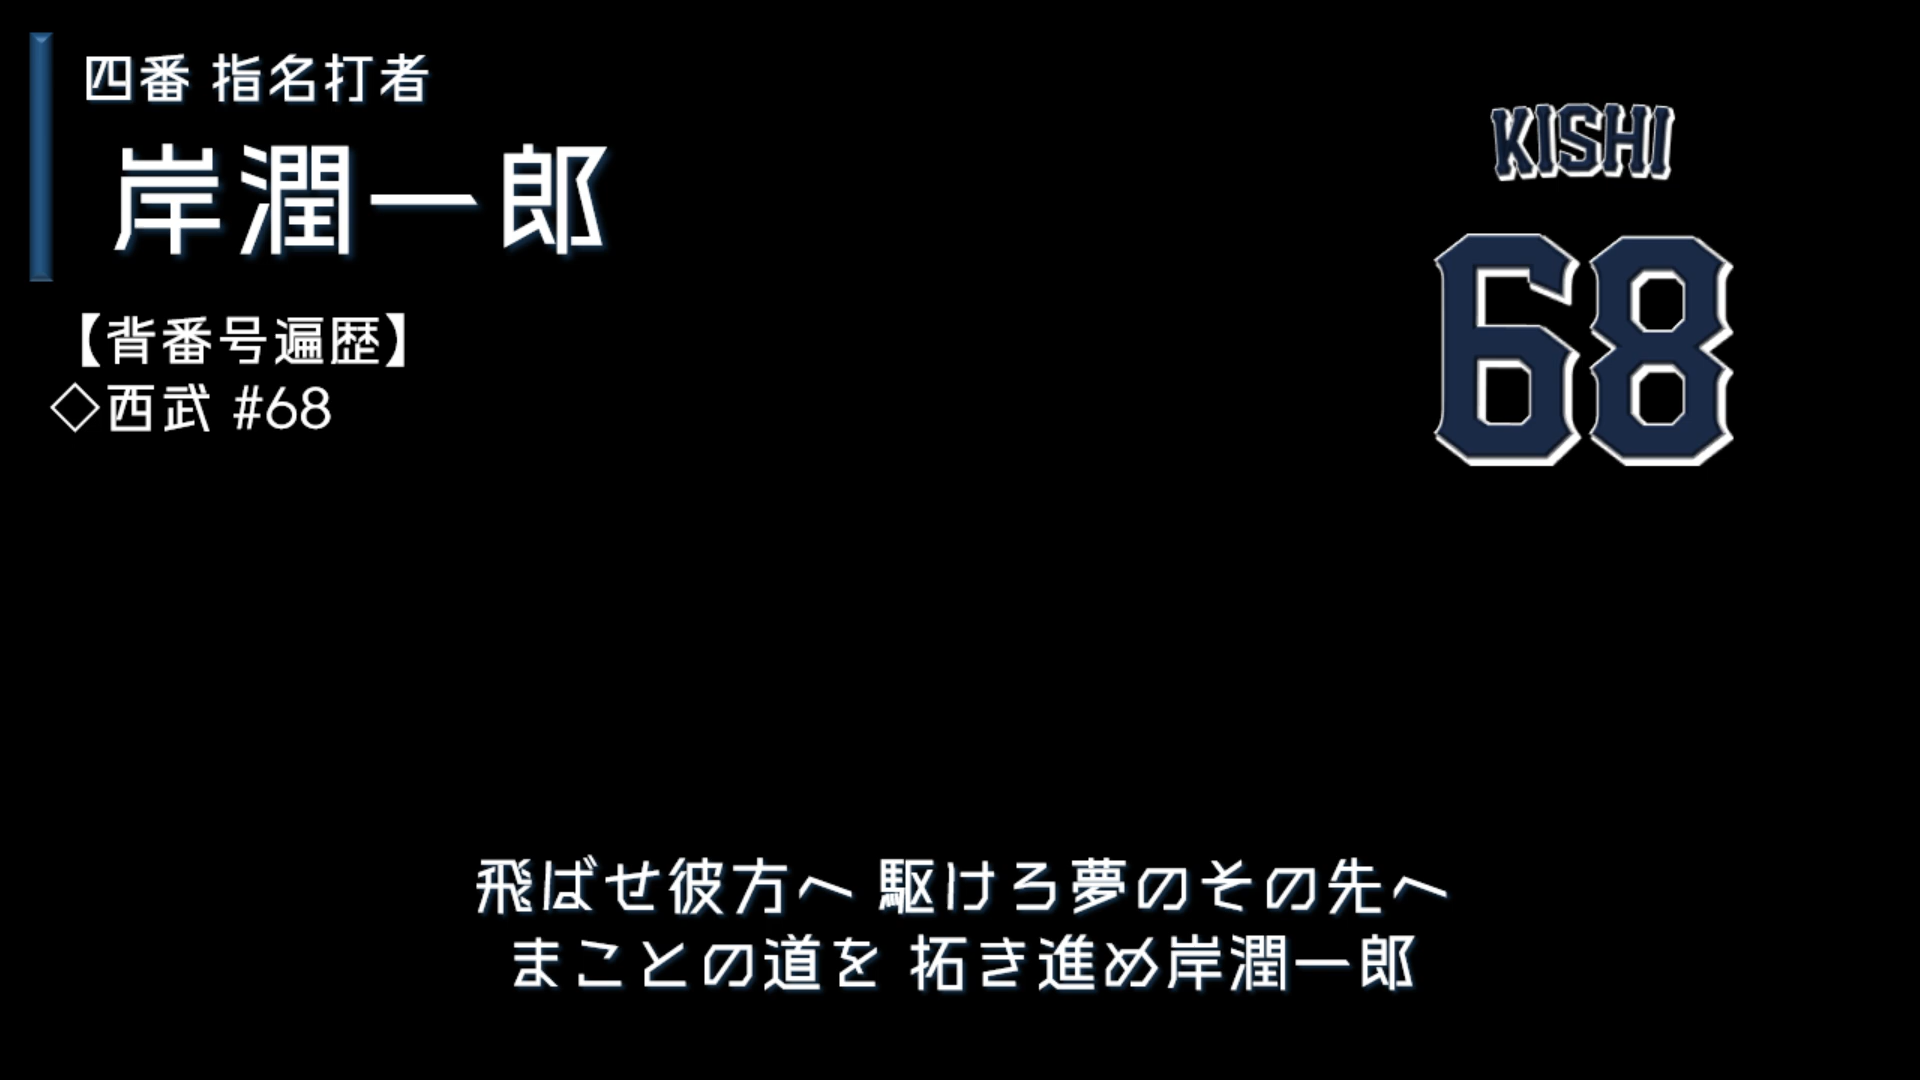 四番 指名打者
岸潤一郎
【背番号遍歴】
◇西武 #68
KISHI
68
飛ばせ彼方へ 駆けろ夢のその先へ
まことの道を 拓き進め岸潤一郎